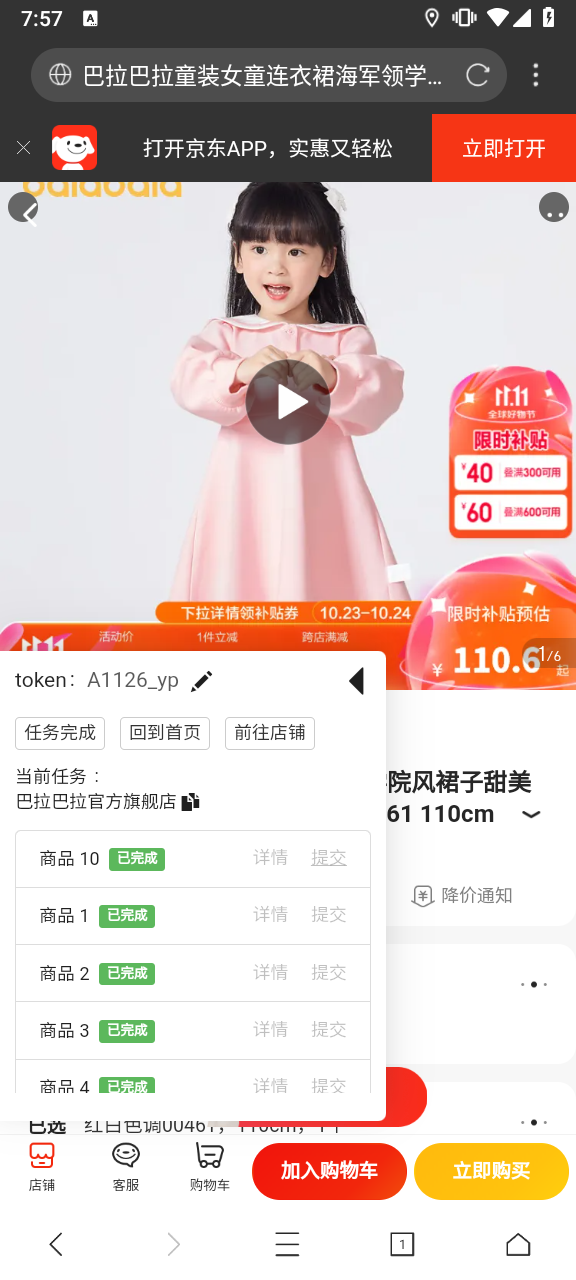 7:57
A
巴拉巴拉童装女童连衣裙海军领学...
打开京东APP，实惠又轻松
立即打开
11.11
全球好物节
限时补贴
¥40 叠满300可用
¥60 叠满600可用
下拉详情领补贴券 10.23-10.24
限时补贴预估
11.11
活动价 1件立减 跨店满减
¥ 110.6 起
1/6
token： A1126_yp
任务完成 回到首页 前往店铺
当前任务 :
巴拉巴拉官方旗舰店
院风裙子甜美
61 110cm
商品 10 已完成 详情 提交
降价通知
商品 1 已完成 详情 提交
商品 2 已完成 详情 提交
商品 3 已完成 详情 提交
商品 4 已完成 详情 提交
已选 红白色调00461，110cm，1个
店铺
客服
购物车
加入购物车
立即购买
1